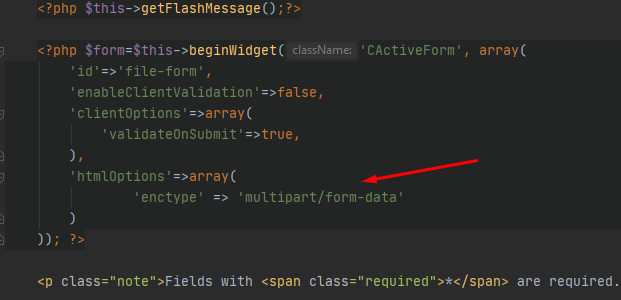 <?php $this->getFlashMessage();?>
<?php $form=$this->beginWidget( className: 'CActiveForm', array(
'id'=>'file-form',
'enableClientValidation'=>false,
'clientOptions'=>array(
'validateOnSubmit'=>true,
),
'htmlOptions'=>array(
'enctype' => 'multipart/form-data'
)
)); ?>
<p class="note">Fields with <span class="required">*</span> are required.